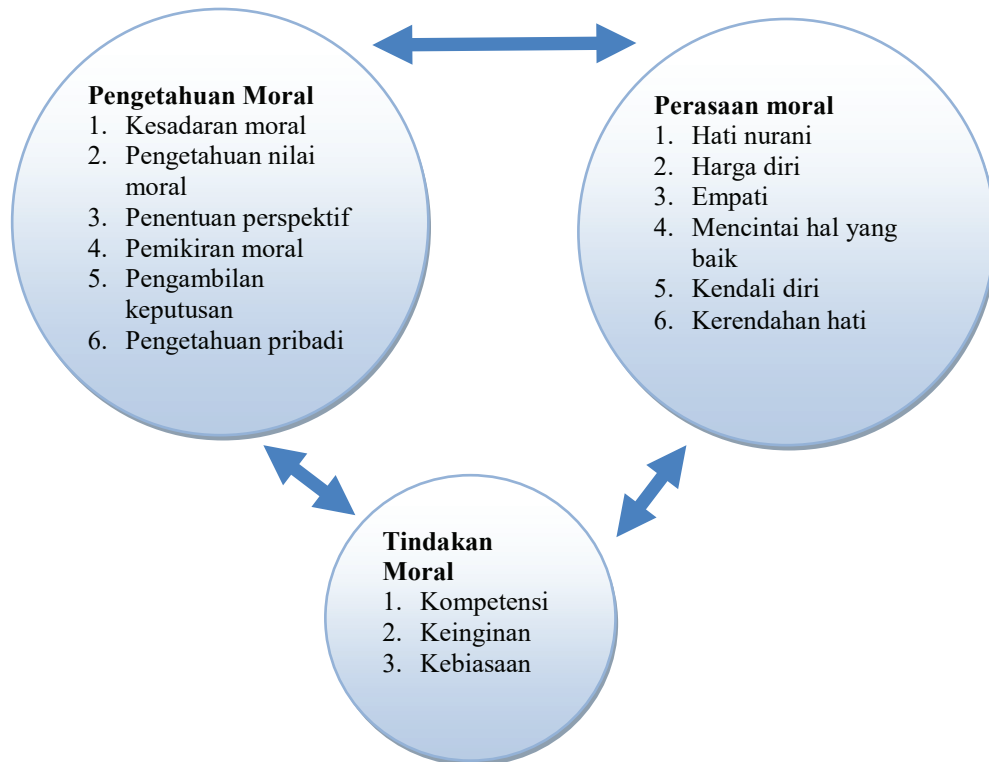 Pengetahuan Moral
1. Kesadaran moral
2. Pengetahuan nilai
moral
3. Penentuan perspektif
4. Pemikiran moral
5. Pengambilan
keputusan
6. Pengetahuan pribadi
Perasaan moral
1. Hati nurani
2. Harga diri
3. Empati
4. Mencintai hal yang
baik
5. Kendali diri
6. Kerendahan hati
Tindakan
Moral
1. Kompetensi
2. Keinginan
3. Kebiasaan